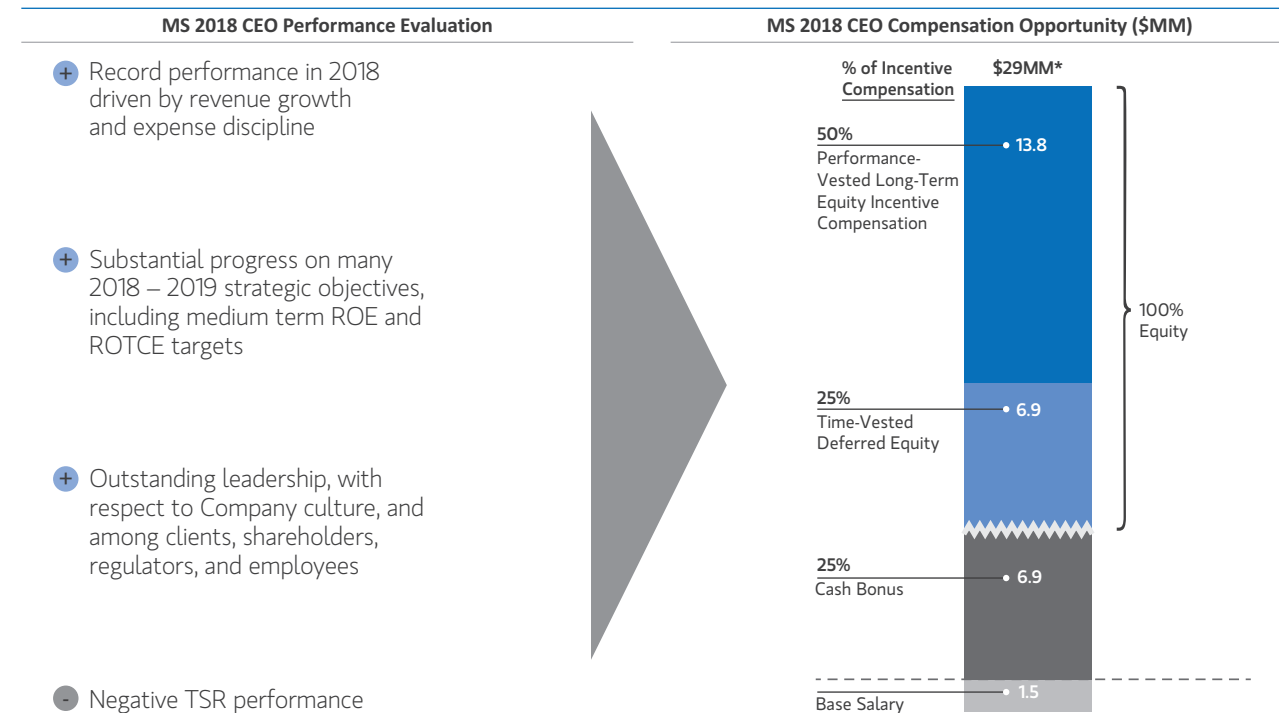 MS 2018 CEO Performance Evaluation
+ Record performance in 2018
driven by revenue growth
and expense discipline
+ Substantial progress on many
2018 – 2019 strategic objectives,
including medium term ROE and
ROTCE targets
+ Outstanding leadership, with
respect to Company culture, and
among clients, shareholders,
regulators, and employees
- Negative TSR performance
MS 2018 CEO Compensation Opportunity ($MM)
% of Incentive
Compensation
$29MM*
50%
Performance-
Vested Long-Term
Equity Incentive
Compensation
13.8
25%
Time-Vested
Deferred Equity
6.9
100%
Equity
25%
Cash Bonus
6.9
Base Salary
1.5